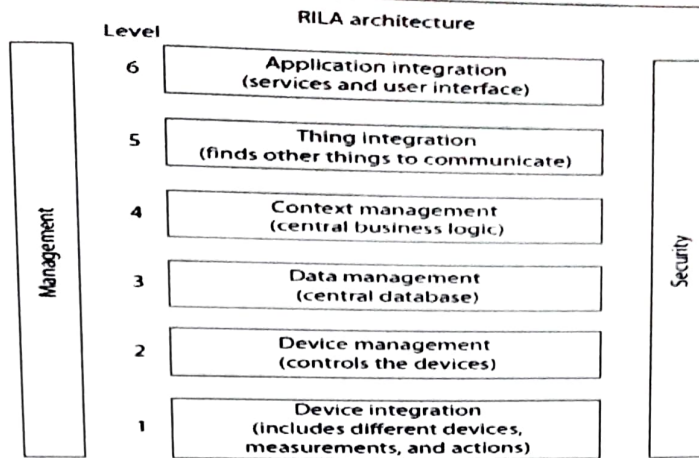 RILA architecture
Level
6
Application integration
(services and user interface)
5
Thing integration
(finds other things to communicate)
4
Context management
(central business logic)
3
Data management
(central database)
2
Device management
(controls the devices)
1
Device integration
(includes different devices,
measurements, and actions)
Management
Security